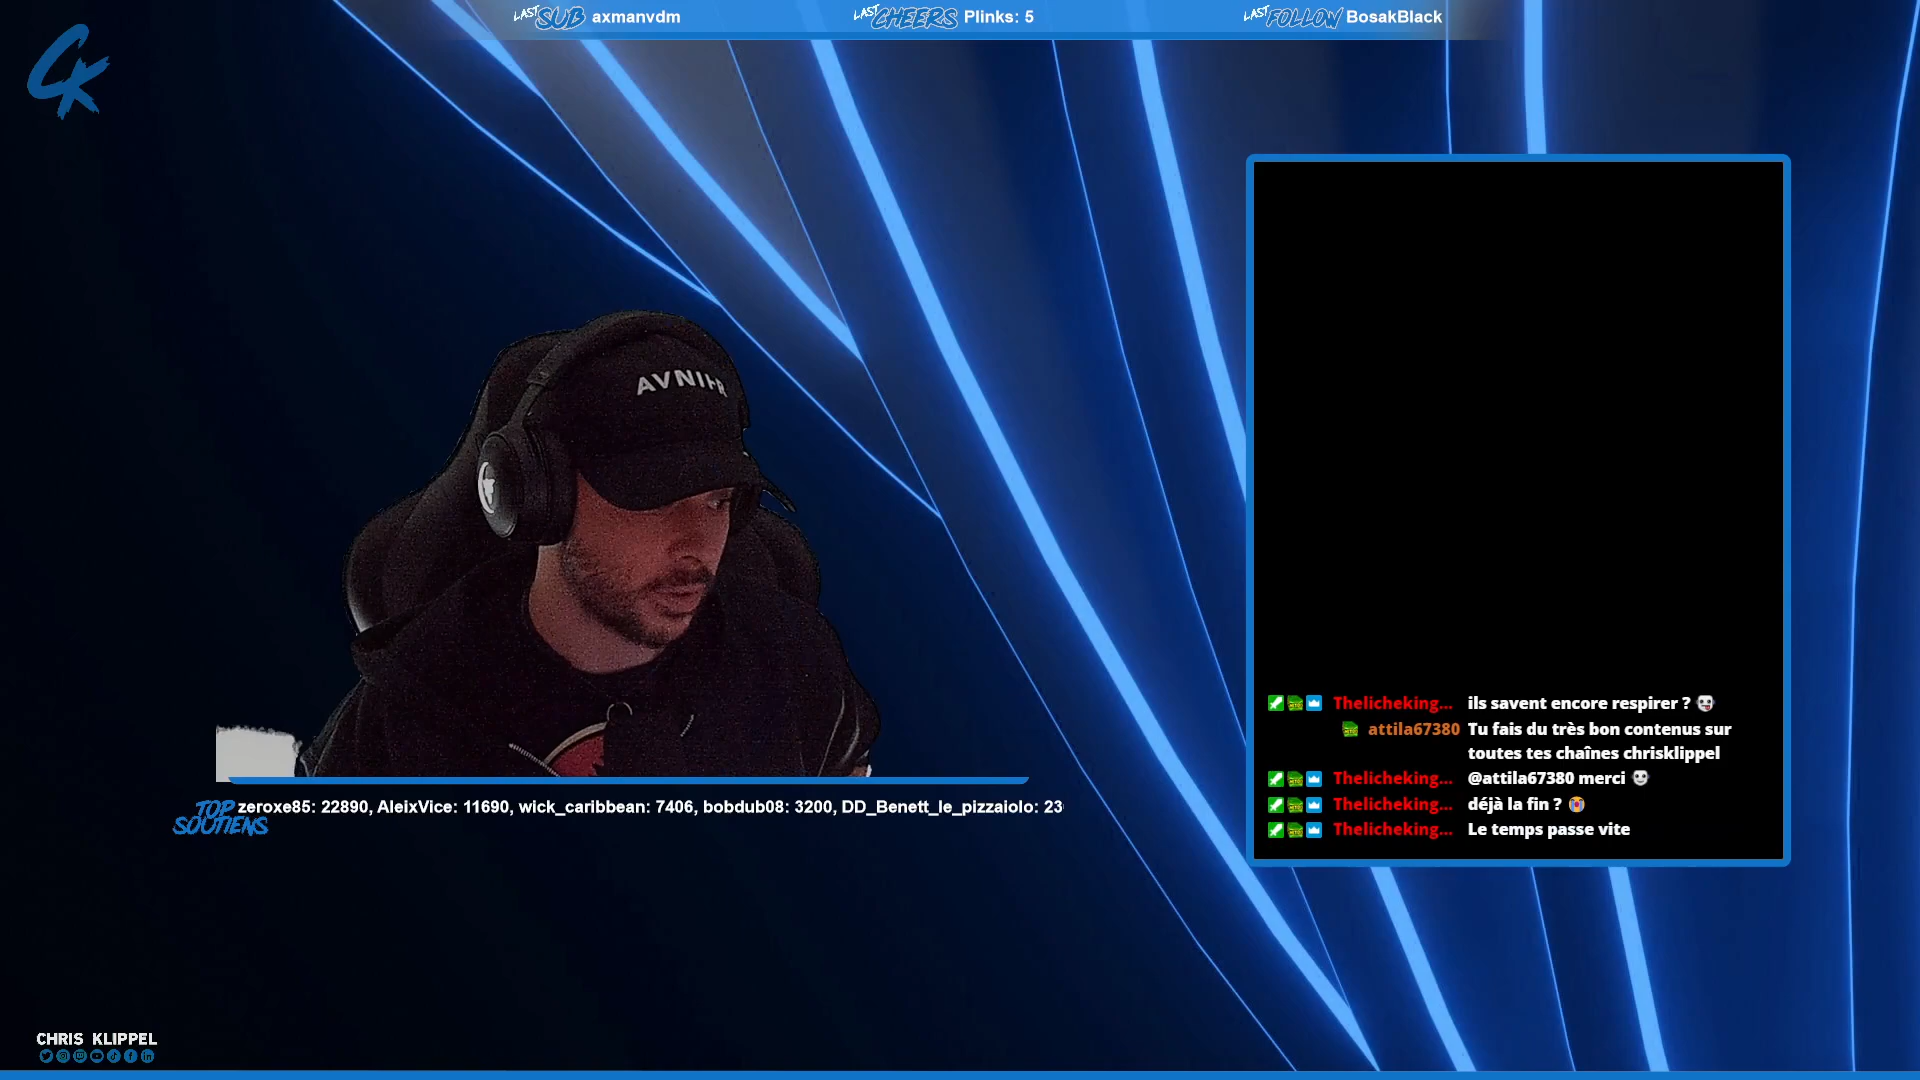 LAST SUB axmanvdm
LAST CHEERS Plinks: 5
LAST FOLLOW BosakBlack
CK
AVNIER
Thelicheking... ils savent encore respirer ?
attila67380 Tu fais du très bon contenus sur
toutes tes chaînes chrisklippel
Thelicheking... @attila67380 merci
Thelicheking... déjà la fin ?
Thelicheking... Le temps passe vite
TOP SOUTIENS
zeroxe85: 22890, AleixVice: 11690, wick_caribbean: 7406, bobdub08: 3200, DD_Benett_le_pizzaiolo: 23
CHRIS KLIPPEL